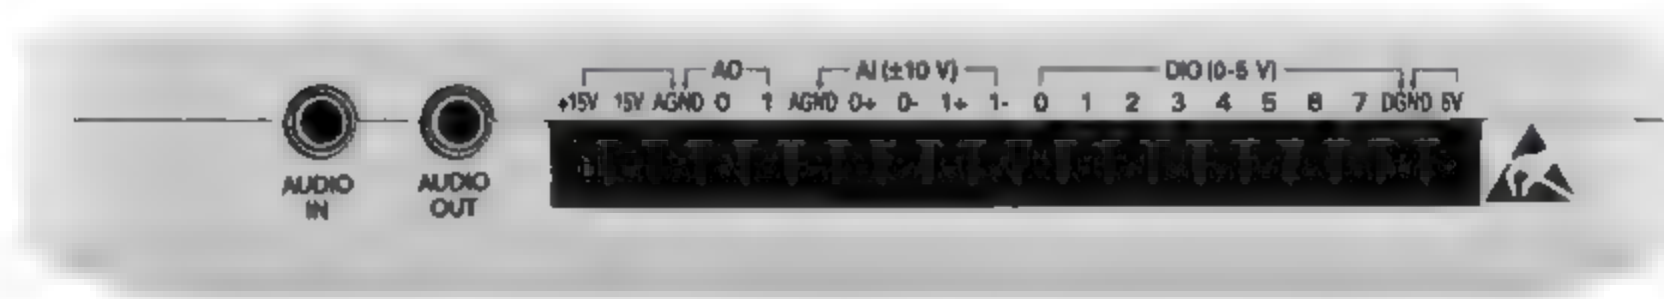 AO AI (±10 V) DIO (0-5 V)
+15V 15V AGND 0 1 AGND 0+ 0- 1+ 1- 0 1 2 3 4 5 6 7 DGND 5V
AUDIO
IN
AUDIO
OUT